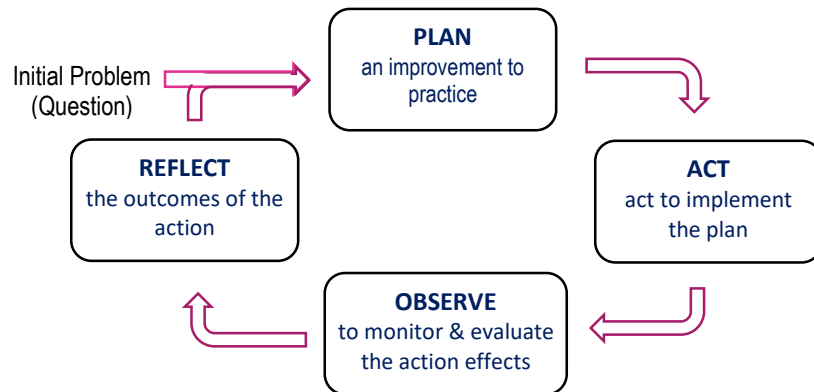 PLAN
an improvement to
practice
Initial Problem
(Question)
REFLECT
the outcomes of the
action
ACT
act to implement
the plan
OBSERVE
to monitor & evaluate
the action effects